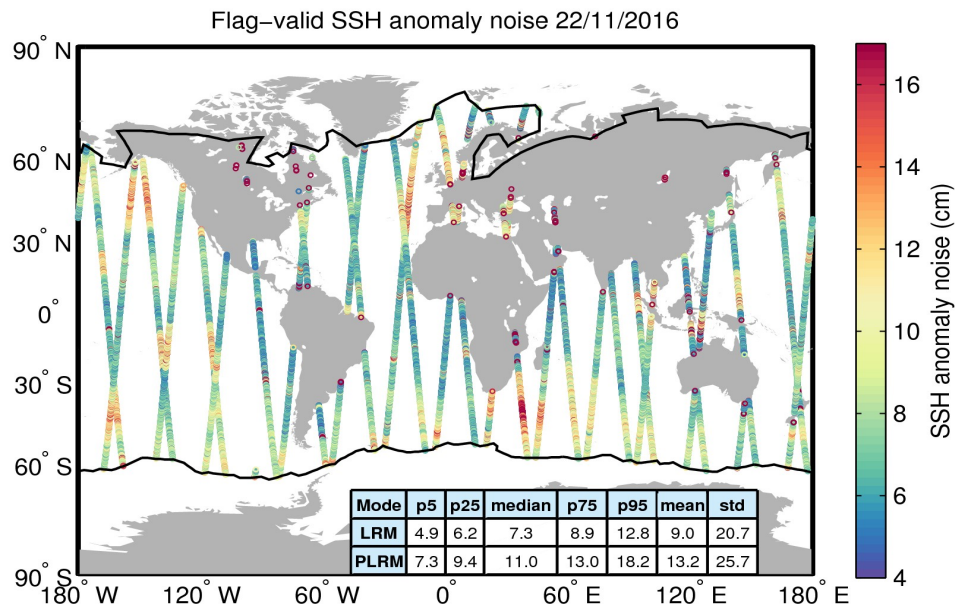 Flag−valid SSH anomaly noise 22/11/2016
90° N
60° N
30° N
0°
30° S
60° S
90° S
180° W
120° W
60° W
0°
60° E
120° E
180° E
16
14
12
10
8
6
4
SSH anomaly noise (cm)
Mode p5 p25 median p75 p95 mean std
LRM 4.9 6.2 7.3 8.9 12.8 9.0 20.7
PLRM 7.3 9.4 11.0 13.0 18.2 13.2 25.7